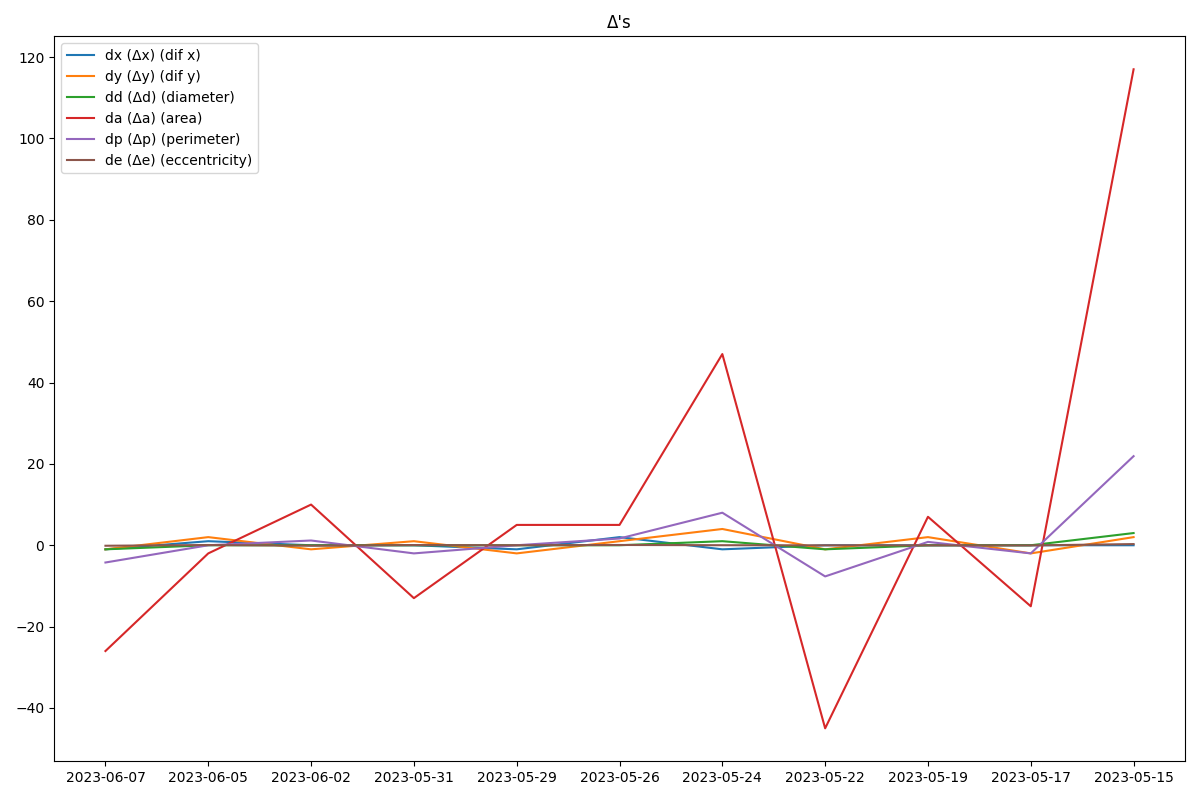 Δ's
dx (Δx) (dif x)
dy (Δy) (dif y)
dd (Δd) (diameter)
da (Δa) (area)
dp (Δp) (perimeter)
de (Δe) (eccentricity)
120
100
80
60
40
20
0
−20
−40
2023-06-07 2023-06-05 2023-06-02 2023-05-31 2023-05-29 2023-05-26 2023-05-24 2023-05-22 2023-05-19 2023-05-17 2023-05-15